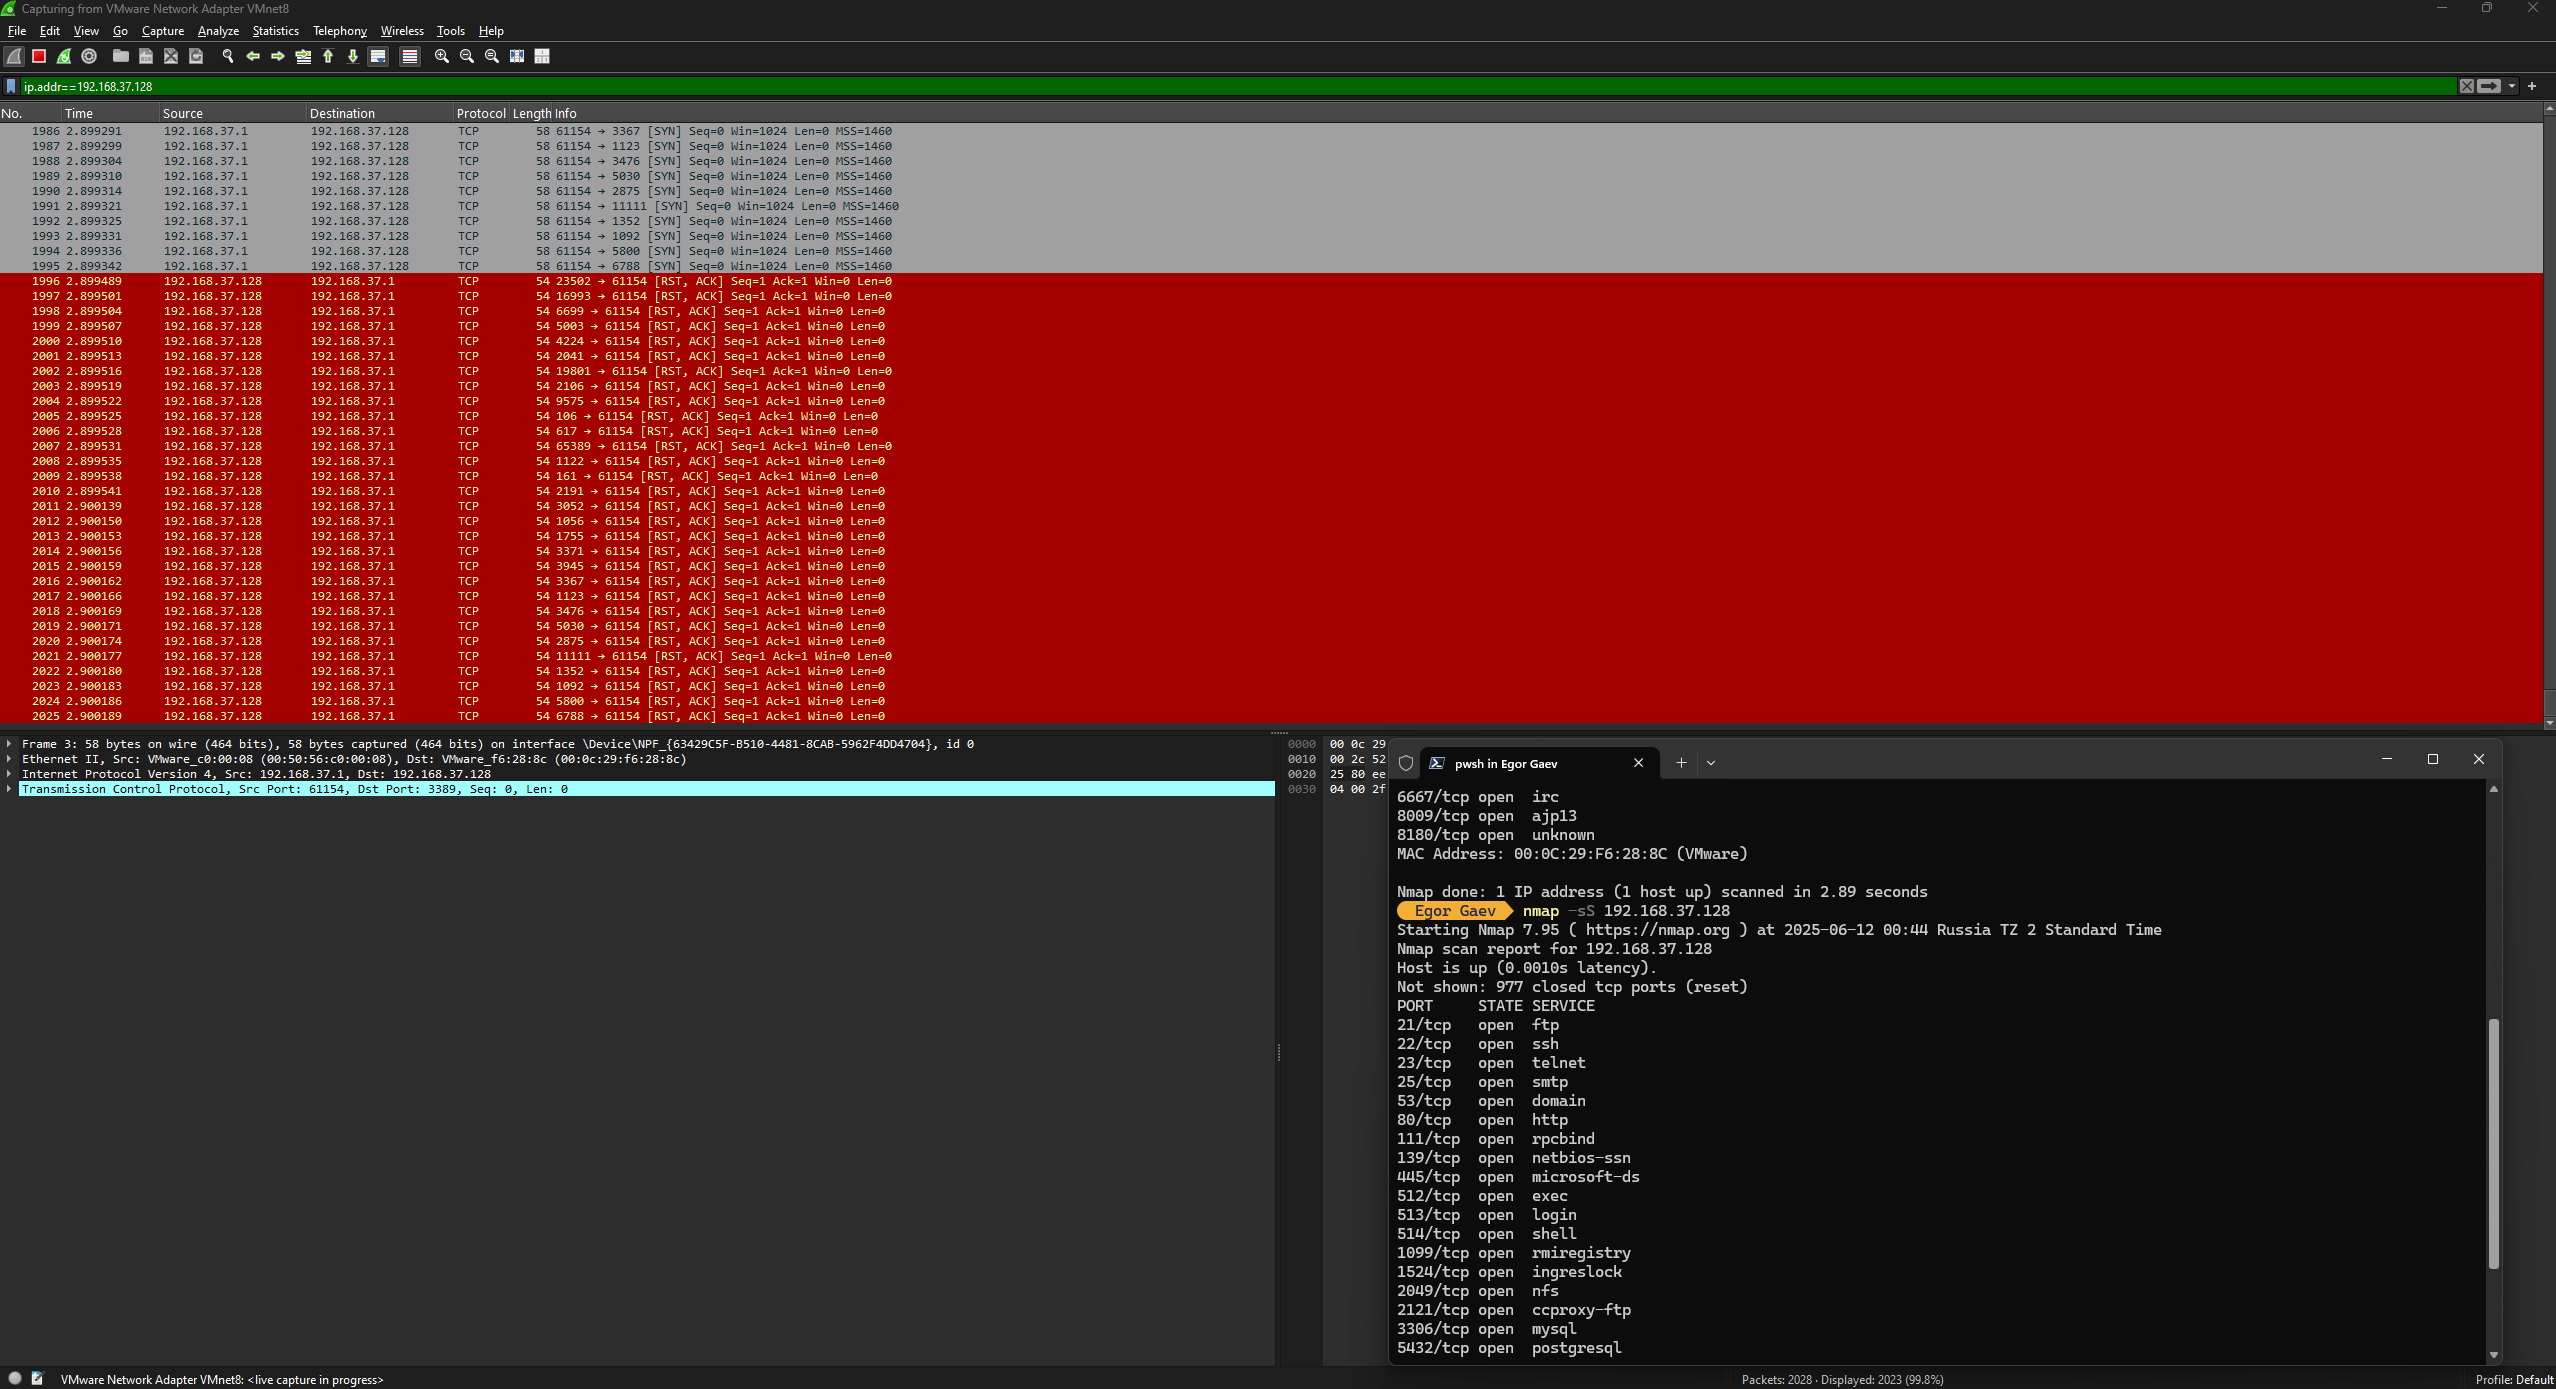 Capturing from VMware Network Adapter VMnet8
File Edit View Go Capture Analyze Statistics Telephony Wireless Tools Help
ip.addr==192.168.37.128
No. Time Source Destination Protocol Length Info
1986 2.899291 192.168.37.1 192.168.37.128 TCP 58 61154 → 3367 [SYN] Seq=0 Win=1024 Len=0 MSS=1460
1987 2.899299 192.168.37.1 192.168.37.128 TCP 58 61154 → 1123 [SYN] Seq=0 Win=1024 Len=0 MSS=1460
1988 2.899304 192.168.37.1 192.168.37.128 TCP 58 61154 → 3476 [SYN] Seq=0 Win=1024 Len=0 MSS=1460
1989 2.899310 192.168.37.1 192.168.37.128 TCP 58 61154 → 5030 [SYN] Seq=0 Win=1024 Len=0 MSS=1460
1990 2.899314 192.168.37.1 192.168.37.128 TCP 58 61154 → 2875 [SYN] Seq=0 Win=1024 Len=0 MSS=1460
1991 2.899321 192.168.37.1 192.168.37.128 TCP 58 61154 → 11111 [SYN] Seq=0 Win=1024 Len=0 MSS=1460
1992 2.899325 192.168.37.1 192.168.37.128 TCP 58 61154 → 1352 [SYN] Seq=0 Win=1024 Len=0 MSS=1460
1993 2.899331 192.168.37.1 192.168.37.128 TCP 58 61154 → 1092 [SYN] Seq=0 Win=1024 Len=0 MSS=1460
1994 2.899336 192.168.37.1 192.168.37.128 TCP 58 61154 → 5800 [SYN] Seq=0 Win=1024 Len=0 MSS=1460
1995 2.899342 192.168.37.1 192.168.37.128 TCP 58 61154 → 6788 [SYN] Seq=0 Win=1024 Len=0 MSS=1460
1996 2.899489 192.168.37.128 192.168.37.1 TCP 54 23502 → 61154 [RST, ACK] Seq=1 Ack=1 Win=0 Len=0
1997 2.899501 192.168.37.128 192.168.37.1 TCP 54 16993 → 61154 [RST, ACK] Seq=1 Ack=1 Win=0 Len=0
1998 2.899504 192.168.37.128 192.168.37.1 TCP 54 6699 → 61154 [RST, ACK] Seq=1 Ack=1 Win=0 Len=0
1999 2.899507 192.168.37.128 192.168.37.1 TCP 54 5003 → 61154 [RST, ACK] Seq=1 Ack=1 Win=0 Len=0
2000 2.899510 192.168.37.128 192.168.37.1 TCP 54 4224 → 61154 [RST, ACK] Seq=1 Ack=1 Win=0 Len=0
2001 2.899513 192.168.37.128 192.168.37.1 TCP 54 2041 → 61154 [RST, ACK] Seq=1 Ack=1 Win=0 Len=0
2002 2.899516 192.168.37.128 192.168.37.1 TCP 54 19801 → 61154 [RST, ACK] Seq=1 Ack=1 Win=0 Len=0
2003 2.899519 192.168.37.128 192.168.37.1 TCP 54 2106 → 61154 [RST, ACK] Seq=1 Ack=1 Win=0 Len=0
2004 2.899522 192.168.37.128 192.168.37.1 TCP 54 9575 → 61154 [RST, ACK] Seq=1 Ack=1 Win=0 Len=0
2005 2.899525 192.168.37.128 192.168.37.1 TCP 54 106 → 61154 [RST, ACK] Seq=1 Ack=1 Win=0 Len=0
2006 2.899528 192.168.37.128 192.168.37.1 TCP 54 617 → 61154 [RST, ACK] Seq=1 Ack=1 Win=0 Len=0
2007 2.899531 192.168.37.128 192.168.37.1 TCP 54 65389 → 61154 [RST, ACK] Seq=1 Ack=1 Win=0 Len=0
2008 2.899535 192.168.37.128 192.168.37.1 TCP 54 1122 → 61154 [RST, ACK] Seq=1 Ack=1 Win=0 Len=0
2009 2.899538 192.168.37.128 192.168.37.1 TCP 54 161 → 61154 [RST, ACK] Seq=1 Ack=1 Win=0 Len=0
2010 2.899541 192.168.37.128 192.168.37.1 TCP 54 2191 → 61154 [RST, ACK] Seq=1 Ack=1 Win=0 Len=0
2011 2.900139 192.168.37.128 192.168.37.1 TCP 54 3052 → 61154 [RST, ACK] Seq=1 Ack=1 Win=0 Len=0
2012 2.900150 192.168.37.128 192.168.37.1 TCP 54 1056 → 61154 [RST, ACK] Seq=1 Ack=1 Win=0 Len=0
2013 2.900153 192.168.37.128 192.168.37.1 TCP 54 1755 → 61154 [RST, ACK] Seq=1 Ack=1 Win=0 Len=0
2014 2.900156 192.168.37.128 192.168.37.1 TCP 54 3371 → 61154 [RST, ACK] Seq=1 Ack=1 Win=0 Len=0
2015 2.900159 192.168.37.128 192.168.37.1 TCP 54 3945 → 61154 [RST, ACK] Seq=1 Ack=1 Win=0 Len=0
2016 2.900162 192.168.37.128 192.168.37.1 TCP 54 3367 → 61154 [RST, ACK] Seq=1 Ack=1 Win=0 Len=0
2017 2.900166 192.168.37.128 192.168.37.1 TCP 54 1123 → 61154 [RST, ACK] Seq=1 Ack=1 Win=0 Len=0
2018 2.900169 192.168.37.128 192.168.37.1 TCP 54 3476 → 61154 [RST, ACK] Seq=1 Ack=1 Win=0 Len=0
2019 2.900171 192.168.37.128 192.168.37.1 TCP 54 5030 → 61154 [RST, ACK] Seq=1 Ack=1 Win=0 Len=0
2020 2.900174 192.168.37.128 192.168.37.1 TCP 54 2875 → 61154 [RST, ACK] Seq=1 Ack=1 Win=0 Len=0
2021 2.900177 192.168.37.128 192.168.37.1 TCP 54 11111 → 61154 [RST, ACK] Seq=1 Ack=1 Win=0 Len=0
2022 2.900180 192.168.37.128 192.168.37.1 TCP 54 1352 → 61154 [RST, ACK] Seq=1 Ack=1 Win=0 Len=0
2023 2.900183 192.168.37.128 192.168.37.1 TCP 54 1092 → 61154 [RST, ACK] Seq=1 Ack=1 Win=0 Len=0
2024 2.900186 192.168.37.128 192.168.37.1 TCP 54 5800 → 61154 [RST, ACK] Seq=1 Ack=1 Win=0 Len=0
2025 2.900189 192.168.37.128 192.168.37.1 TCP 54 6788 → 61154 [RST, ACK] Seq=1 Ack=1 Win=0 Len=0
Frame 3: 58 bytes on wire (464 bits), 58 bytes captured (464 bits) on interface \Device\NPF_{63429C5F-B510-4481-8CAB-5962F4DD4704}, id 0
Ethernet II, Src: VMware_c0:00:08 (00:50:56:c0:00:08), Dst: VMware_f6:28:8c (00:0c:29:f6:28:8c)
Internet Protocol Version 4, Src: 192.168.37.1, Dst: 192.168.37.128
Transmission Control Protocol, Src Port: 61154, Dst Port: 3389, Seq: 0, Len: 0
0000 00 0c 29
0010 00 2c 52
0020 25 80 ee
0030 04 00 2f
pwsh in Egor Gaev
6667/tcp open irc
8009/tcp open ajp13
8180/tcp open unknown
MAC Address: 00:0C:29:F6:28:8C (VMware)
Nmap done: 1 IP address (1 host up) scanned in 2.89 seconds
Egor Gaev nmap -sS 192.168.37.128
Starting Nmap 7.95 ( https://nmap.org ) at 2025-06-12 00:44 Russia TZ 2 Standard Time
Nmap scan report for 192.168.37.128
Host is up (0.0010s latency).
Not shown: 977 closed tcp ports (reset)
PORT STATE SERVICE
21/tcp open ftp
22/tcp open ssh
23/tcp open telnet
25/tcp open smtp
53/tcp open domain
80/tcp open http
111/tcp open rpcbind
139/tcp open netbios-ssn
445/tcp open microsoft-ds
512/tcp open exec
513/tcp open login
514/tcp open shell
1099/tcp open rmiregistry
1524/tcp open ingreslock
2049/tcp open nfs
2121/tcp open ccproxy-ftp
3306/tcp open mysql
5432/tcp open postgresql
VMware Network Adapter VMnet8: <live capture in progress>
Packets: 2028 · Displayed: 2023 (99.8%)
Profile: Default